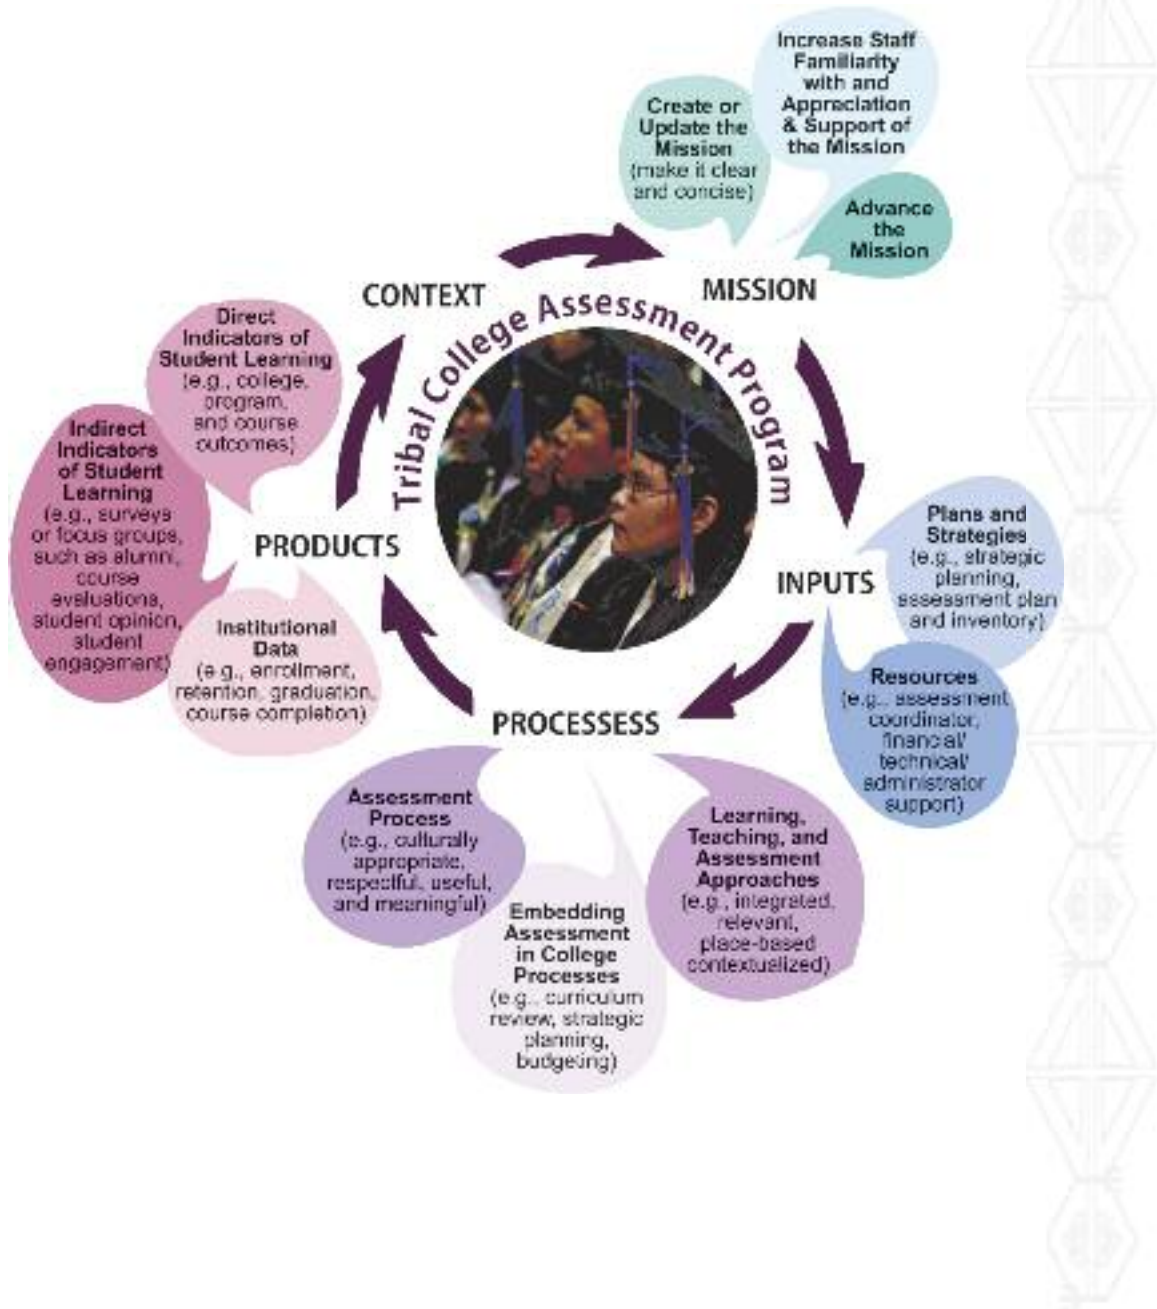 Increase Staff
Familiarity
with and
Appreciation
& Support of
the Mission
Create or
Update the
Mission
(make it clear
and concise)
Advance
the
Mission
CONTEXT
MISSION
Tribal College Assessment Program
Direct
Indicators of
Student Learning
(e.g., college,
program,
and course
outcomes)
Indirect
Indicators
of Student
Learning
(e.g., surveys
or focus groups,
such as alumni,
course
evaluations,
student opinion,
student
engagement)
PRODUCTS
INPUTS
Plans and
Strategies
(e.g., strategic
planning,
assessment plan
and inventory)
Institutional
Data
(e.g., enrollment,
retention, graduation,
course completion)
Resources
(e.g., assessment
coordinator,
financial/
technical/
administrator
support)
PROCESSESS
Assessment
Process
(e.g., culturally
appropriate,
respectful, useful,
and meaningful)
Embedding
Assessment
in College
Processes
(e.g., curriculum
review, strategic
planning,
budgeting)
Learning,
Teaching, and
Assessment
Approaches
(e.g., integrated,
relevant,
place-based
contextualized)